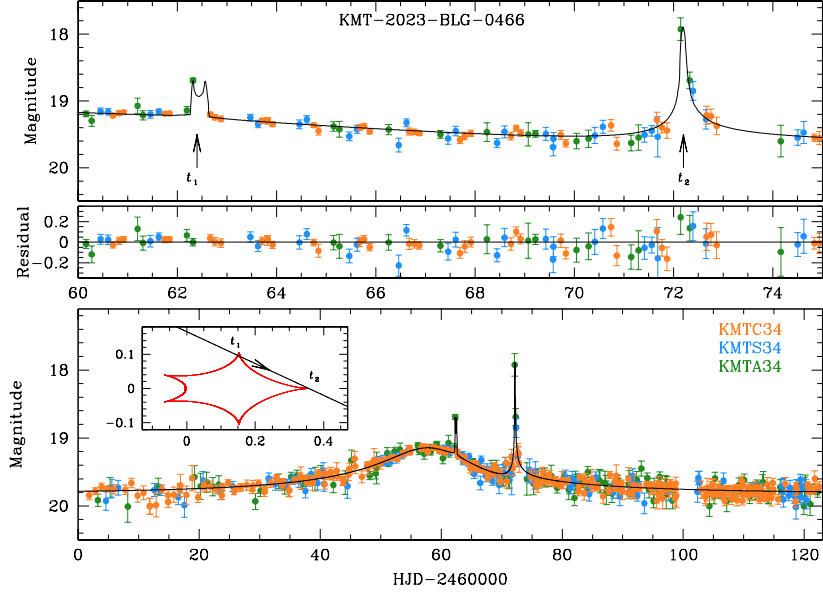 KMT-2023-BLG-0466
Magnitude
18
19
20
t1
t2
Residual
0.2
0
−0.2
60 62 64 66 68 70 72 74
Magnitude
18
19
20
KMTC34
KMTS34
KMTA34
0.1
0
−0.1
t1
t2
0 0.2 0.4
0 20 40 60 80 100 120
HJD-2460000